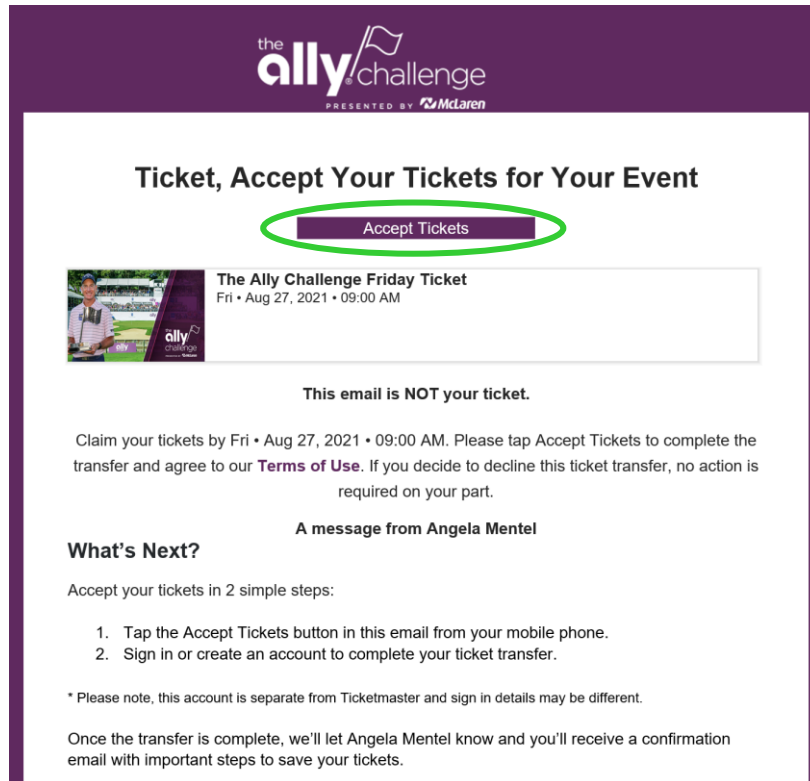 the
ally challenge
PRESENTED BY McLaren
Ticket, Accept Your Tickets for Your Event
Accept Tickets
The Ally Challenge Friday Ticket
Fri • Aug 27, 2021 • 09:00 AM
the
ally
challenge
ally
This email is NOT your ticket.
Claim your tickets by Fri • Aug 27, 2021 • 09:00 AM. Please tap Accept Tickets to complete the
transfer and agree to our Terms of Use. If you decide to decline this ticket transfer, no action is
required on your part.
A message from Angela Mentel
What’s Next?
Accept your tickets in 2 simple steps:
1. Tap the Accept Tickets button in this email from your mobile phone.
2. Sign in or create an account to complete your ticket transfer.
* Please note, this account is separate from Ticketmaster and sign in details may be different.
Once the transfer is complete, we’ll let Angela Mentel know and you’ll receive a confirmation
email with important steps to save your tickets.